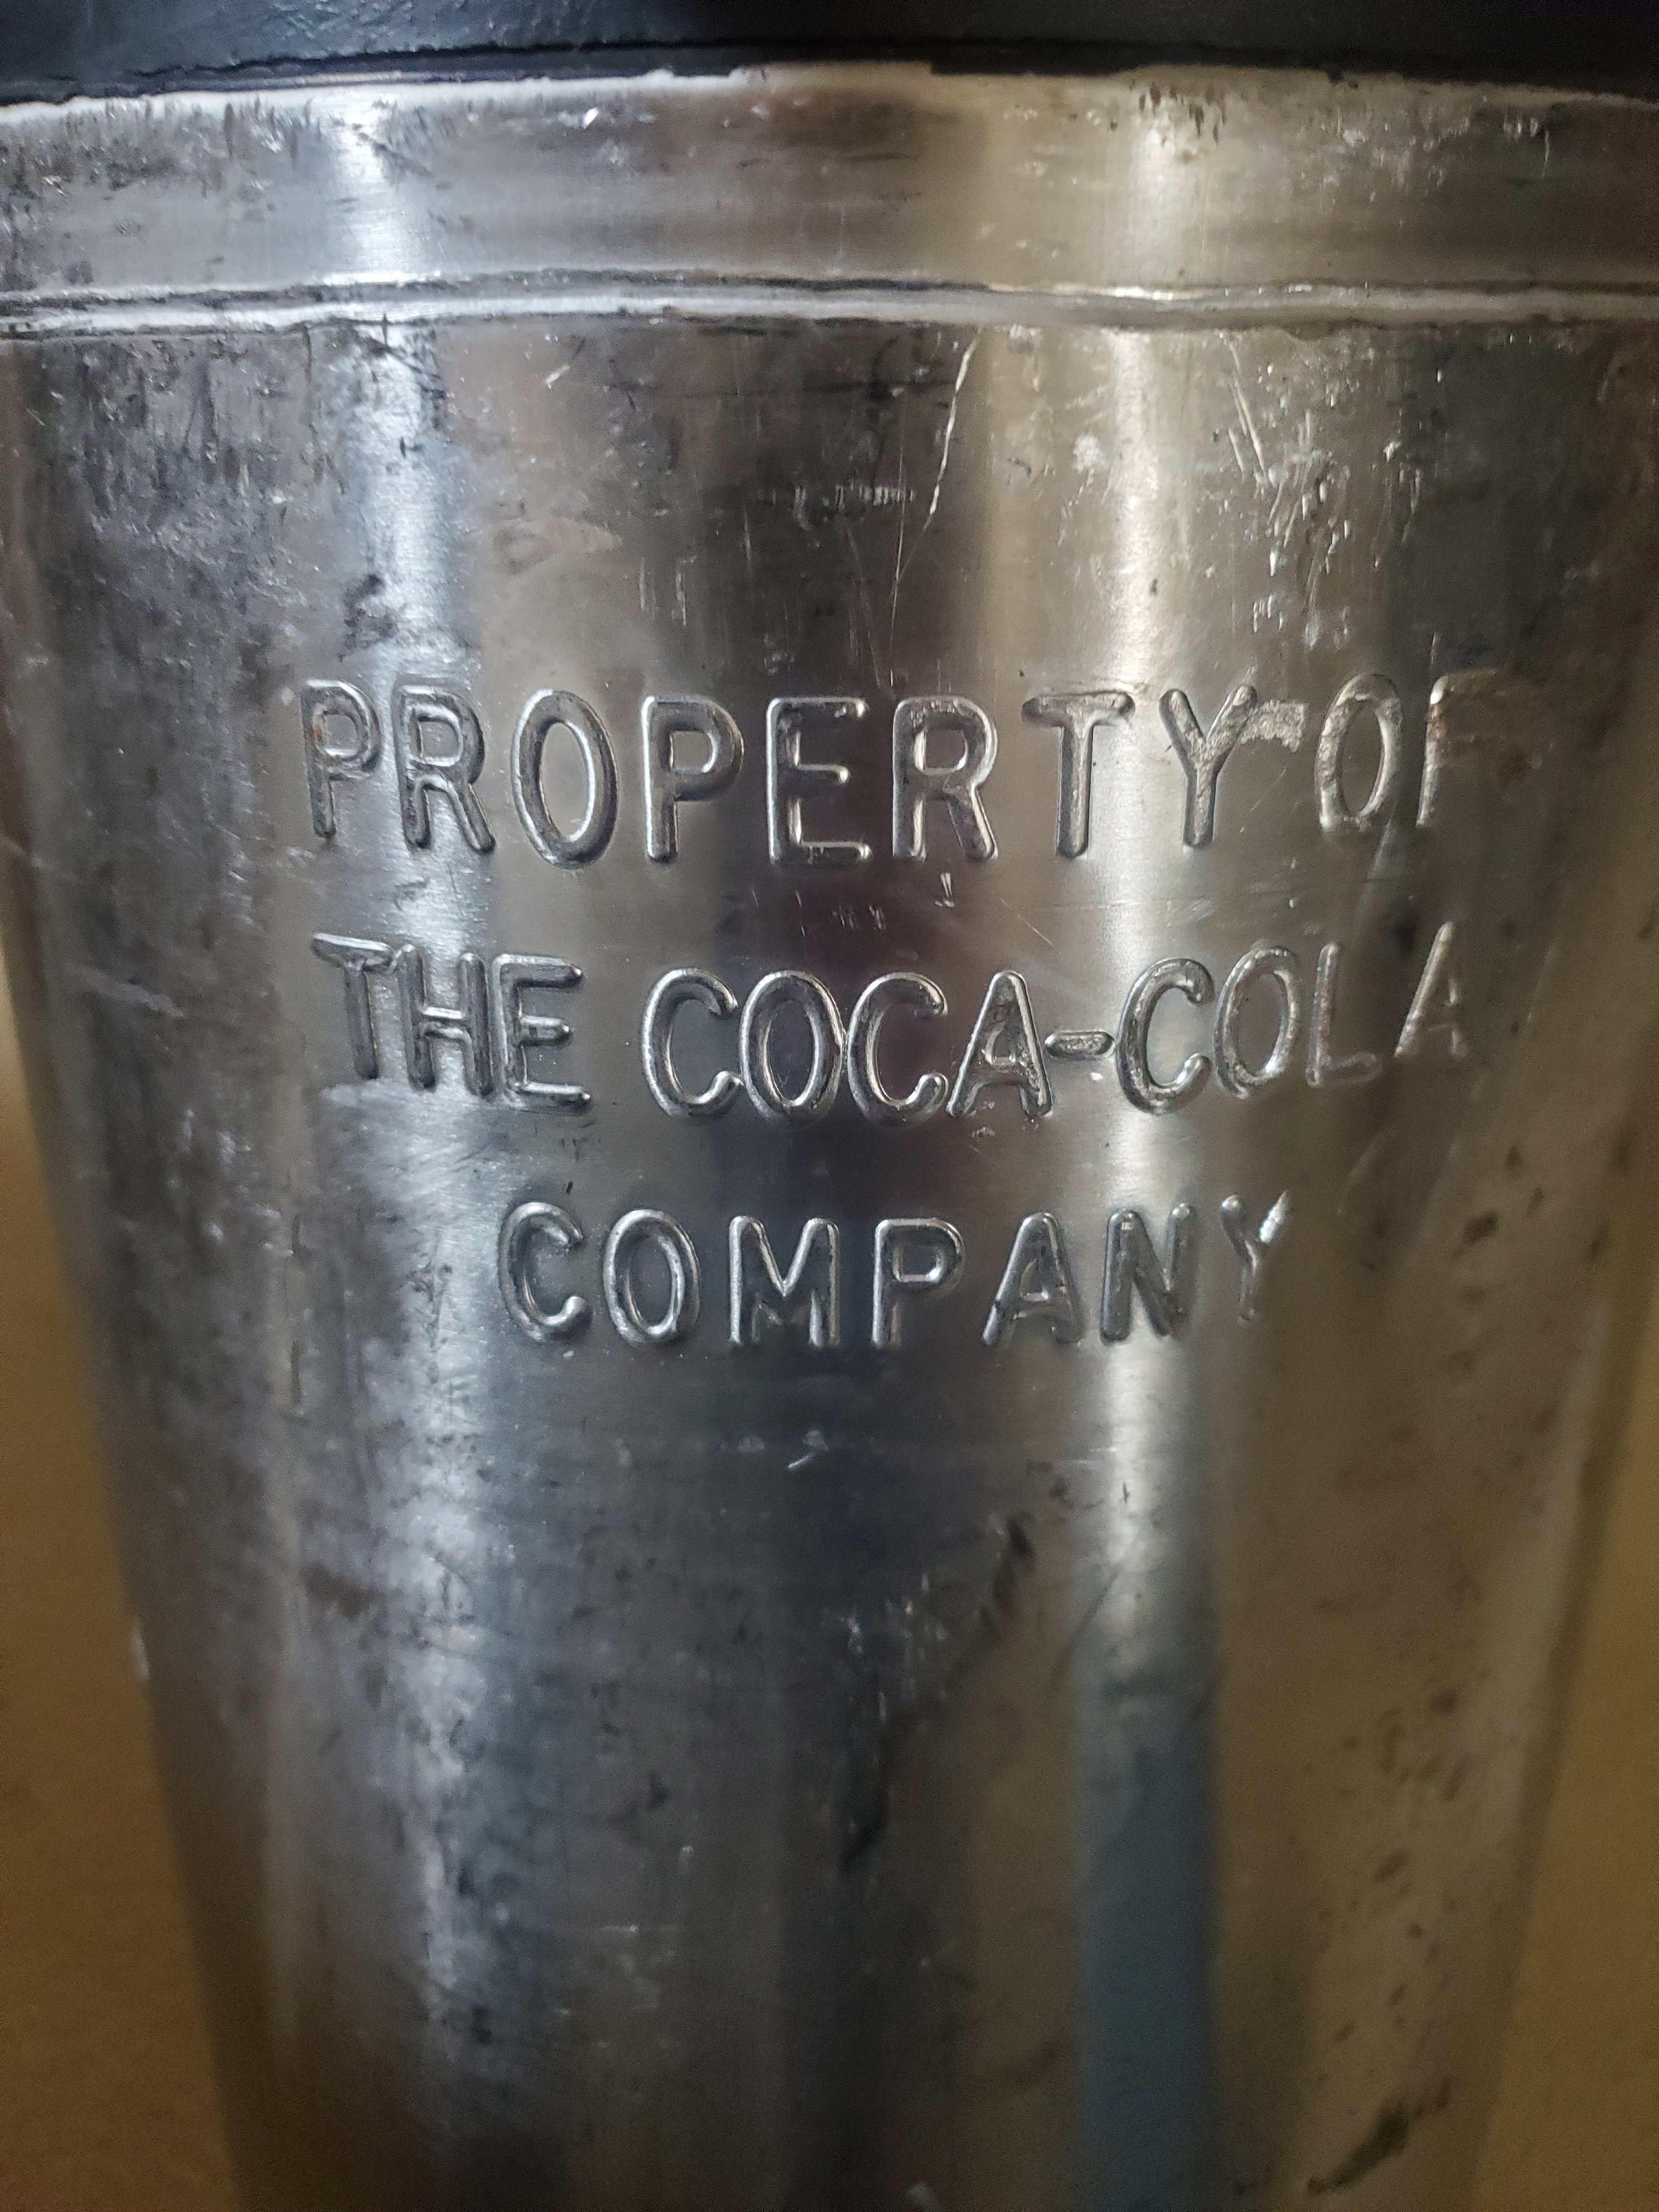 PROPERTY OF
THE COCA-COLA
COMPANY